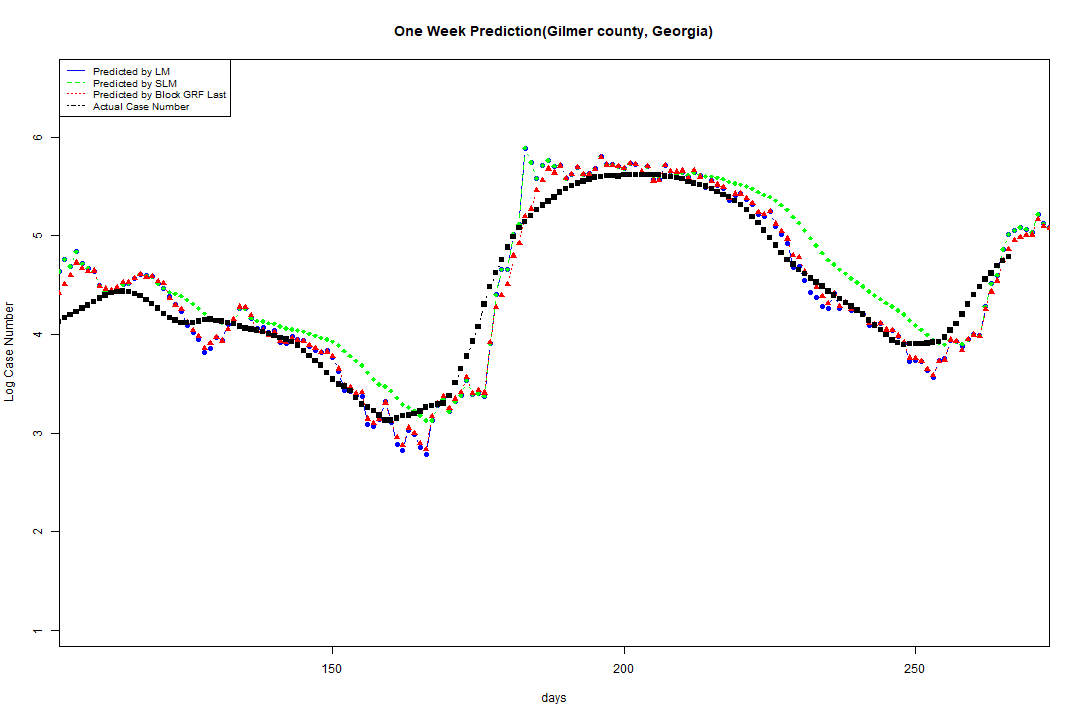 One Week Prediction(Gilmer county, Georgia)
Predicted by LM
Predicted by SLM
Predicted by Block GRF Last
Actual Case Number
Log Case Number
6
5
4
3
2
1
150
200
250
days